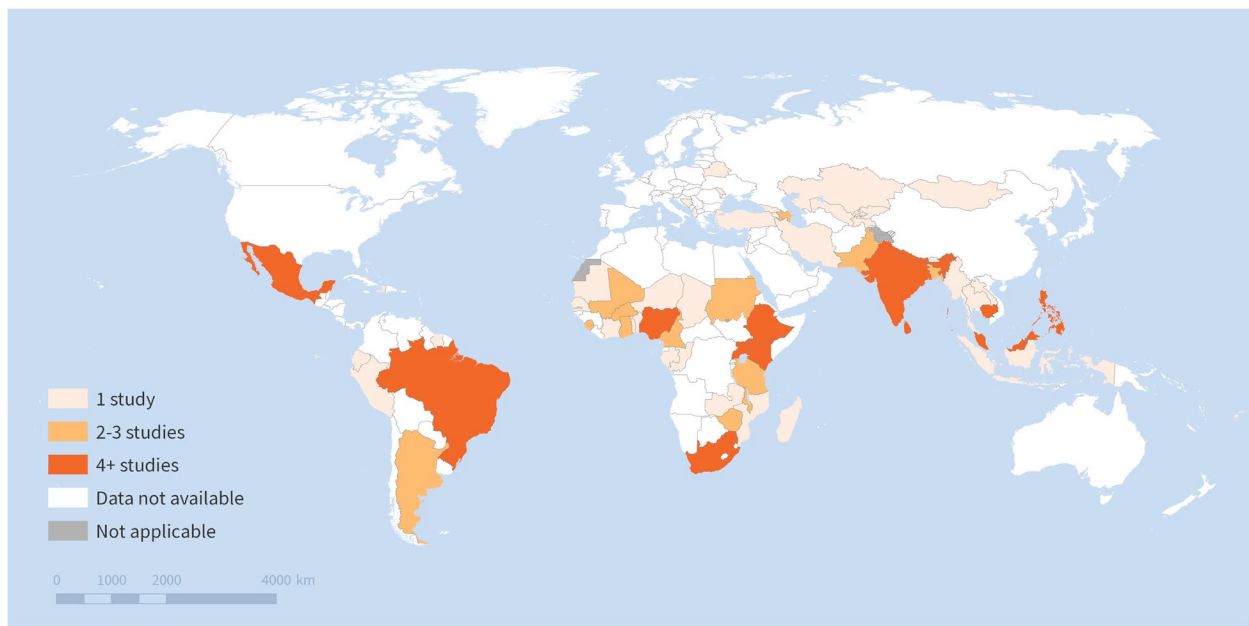 1 study
2-3 studies
4+ studies
Data not available
Not applicable
0 1000 2000 4000 km